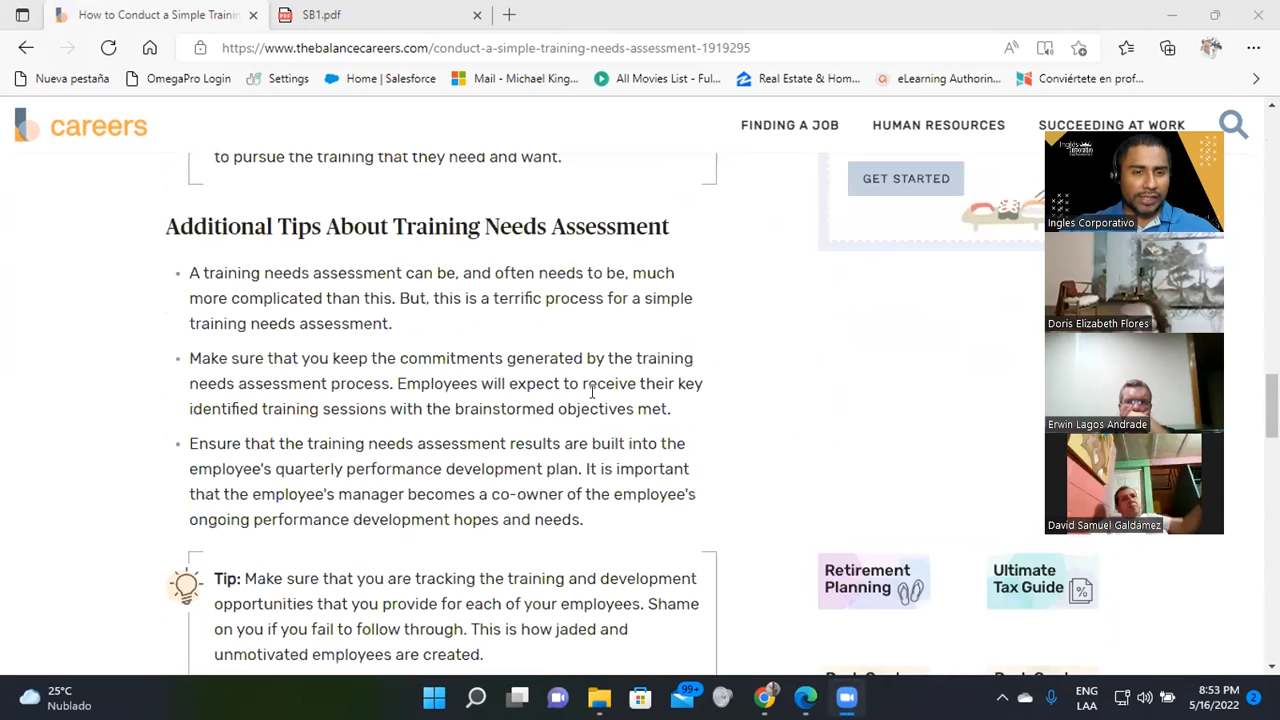 How to Conduct a Simple Trainin
SB1.pdf
https://www.thebalancecareers.com/conduct-a-simple-training-needs-assessment-1919295
Nueva pestaña
OmegaPro Login
Settings
Home | Salesforce
Mail - Michael King...
All Movies List - Ful...
Real Estate & Hom...
eLearning Authorin...
Conviértete en prof...
careers
FINDING A JOB
HUMAN RESOURCES
SUCCEEDING AT WORK
to pursue the training that they need and want.
GET STARTED
Additional Tips About Training Needs Assessment
• A training needs assessment can be, and often needs to be, much
more complicated than this. But, this is a terrific process for a simple
training needs assessment.
• Make sure that you keep the commitments generated by the training
needs assessment process. Employees will expect to receive their key
identified training sessions with the brainstormed objectives met.
• Ensure that the training needs assessment results are built into the
employee's quarterly performance development plan. It is important
that the employee's manager becomes a co-owner of the employee's
ongoing performance development hopes and needs.
Tip: Make sure that you are tracking the training and development
opportunities that you provide for each of your employees. Shame
on you if you fail to follow through. This is how jaded and
unmotivated employees are created.
Retirement
Planning
Ultimate
Tax Guide
Inglés
Corporativo
Ingles Corporativo
Doris Elizabeth Flores
Erwin Lagos Andrade
David Samuel Galdámez
25°C
Nublado
99+
ENG
LAA
8:53 PM
5/16/2022
2